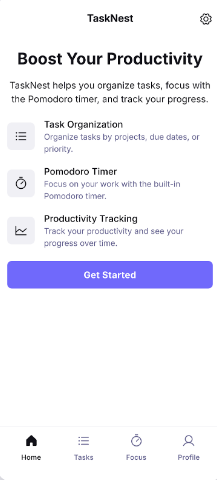 TaskNest
Boost Your Productivity
TaskNest helps you organize tasks, focus with
the Pomodoro timer, and track your progress.
Task Organization
Organize tasks by projects, due dates, or
priority.
Pomodoro Timer
Focus on your work with the built-in
Pomodoro timer.
Productivity Tracking
Track your productivity and see your
progress over time.
Get Started
Home Tasks Focus Profile